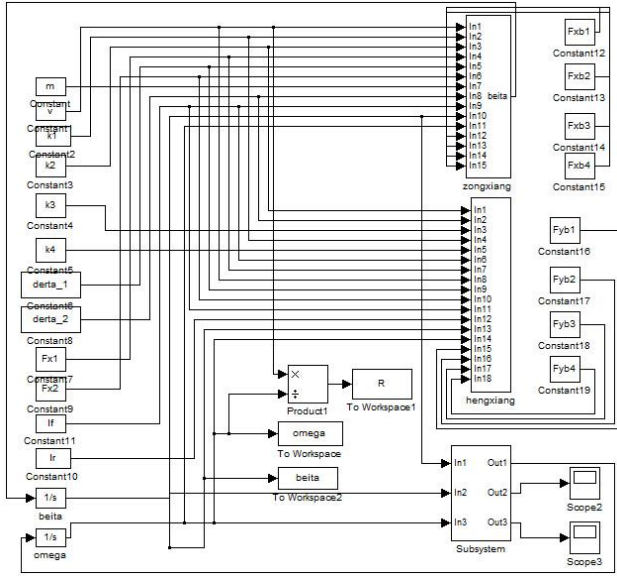 m
Constant
v
Constant1
k1
Constant2
k2
Constant3
k3
Constant4
k4
Constant5
derta_1
Constant6
derta_2
Constant8
Fx1
Constant7
Fx2
Constant9
lf
Constant11
lr
Constant10
1/s
beita
1/s
omega
In1
In2
In3
In4
In5
In6
In7
In8 beita
In9
In10
In11
In12
In13
In14
In15
zongxiang
Fxb1
Constant12
Fxb2
Constant13
Fxb3
Constant14
Fxb4
Constant15
In1
In2
In3
In4
In5
In6
In7
In8
In9
In10
In11
In12
In13
In14
In15
In16
In17
In18
hengxiang
Fyb1
Constant16
Fyb2
Constant17
Fyb3
Constant18
Fyb4
Constant19
×
÷
Product1
R
To Workspace1
omega
To Workspace
beita
To Workspace2
In1 Out1
In2 Out2
In3 Out3
Subsystem
Scope2
Scope3